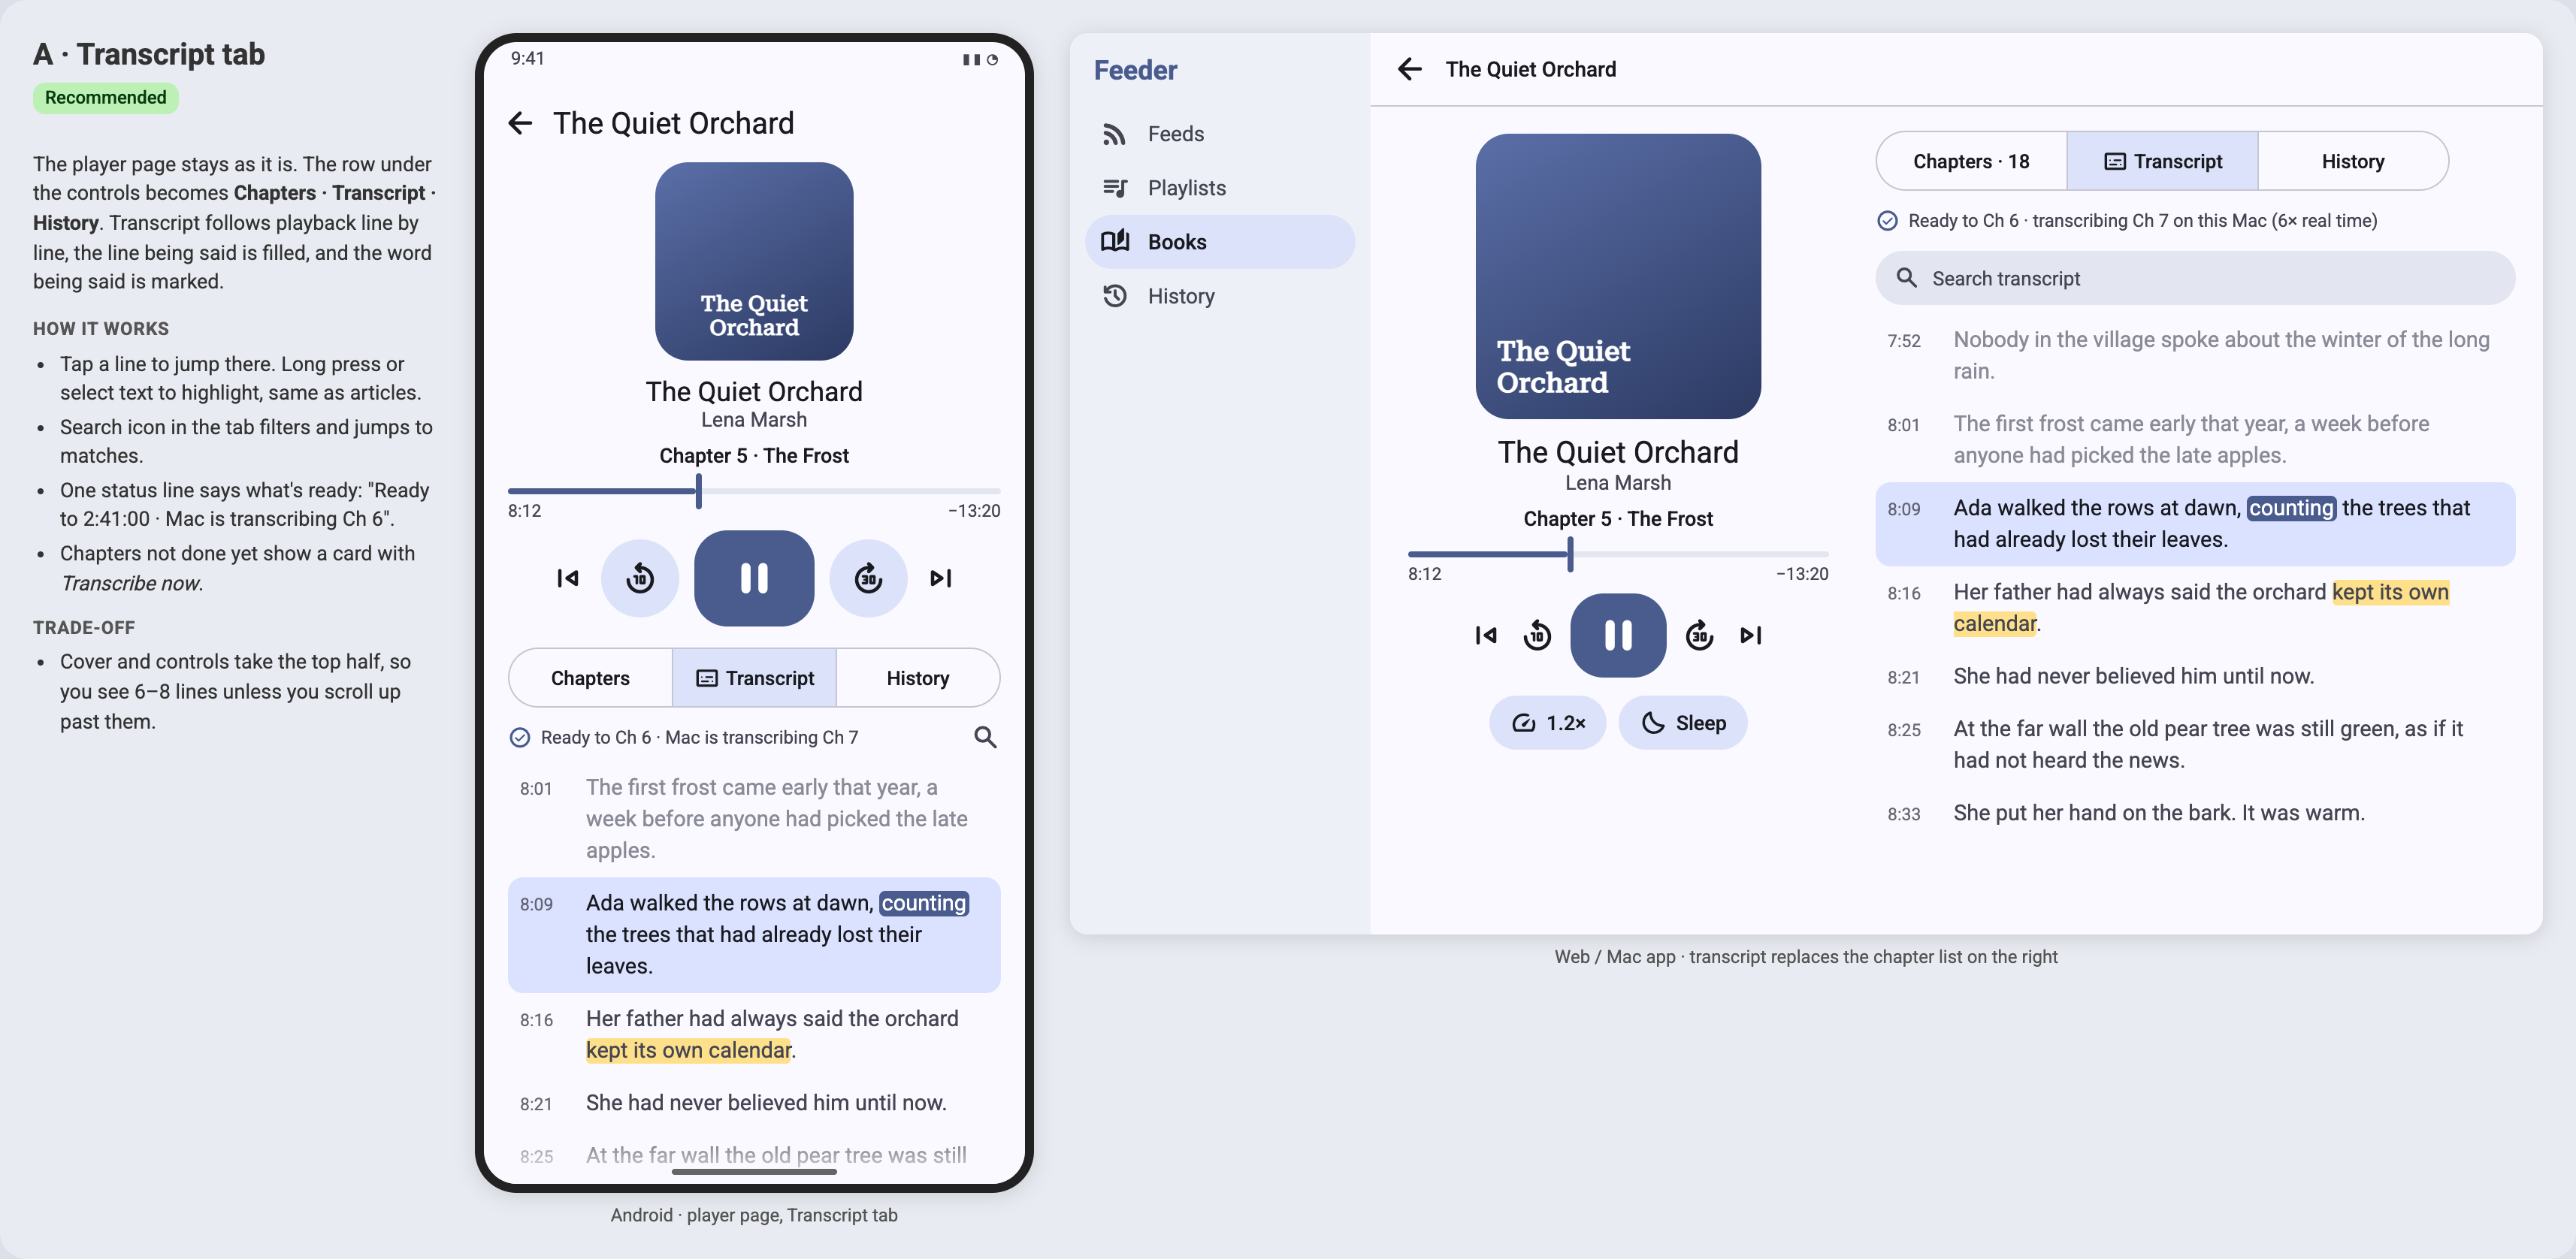 A · Transcript tab
Recommended
The player page stays as it is. The row under
the controls becomes Chapters · Transcript ·
History. Transcript follows playback line by
line, the line being said is filled, and the word
being said is marked.
HOW IT WORKS
• Tap a line to jump there. Long press or
select text to highlight, same as articles.
• Search icon in the tab filters and jumps to
matches.
• One status line says what's ready: "Ready
to 2:41:00 · Mac is transcribing Ch 6".
• Chapters not done yet show a card with
Transcribe now.
TRADE-OFF
• Cover and controls take the top half, so
you see 6–8 lines unless you scroll up
past them.
9:41
The Quiet Orchard
The Quiet
Orchard
The Quiet Orchard
Lena Marsh
Chapter 5 · The Frost
8:12 −13:20
10 30
Chapters Transcript History
Ready to Ch 6 · Mac is transcribing Ch 7
8:01 The first frost came early that year, a
week before anyone had picked the late
apples.
8:09 Ada walked the rows at dawn, counting
the trees that had already lost their
leaves.
8:16 Her father had always said the orchard
kept its own calendar.
8:21 She had never believed him until now.
8:25 At the far wall the old pear tree was still
Android · player page, Transcript tab
Feeder
Feeds
Playlists
Books
History
The Quiet Orchard
The Quiet
Orchard
The Quiet Orchard
Lena Marsh
Chapter 5 · The Frost
8:12 −13:20
10 30
1.2× Sleep
Chapters · 18 Transcript History
Ready to Ch 6 · transcribing Ch 7 on this Mac (6× real time)
Search transcript
7:52 Nobody in the village spoke about the winter of the long
rain.
8:01 The first frost came early that year, a week before
anyone had picked the late apples.
8:09 Ada walked the rows at dawn, counting the trees that
had already lost their leaves.
8:16 Her father had always said the orchard kept its own
calendar.
8:21 She had never believed him until now.
8:25 At the far wall the old pear tree was still green, as if it
had not heard the news.
8:33 She put her hand on the bark. It was warm.
Web / Mac app · transcript replaces the chapter list on the right